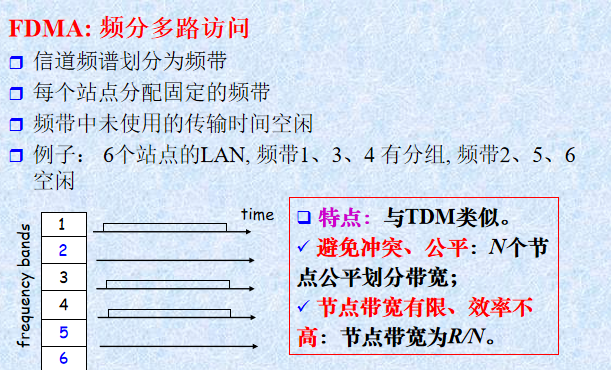 FDMA: 频分多路访问
信道频谱划分为频带
每个站点分配固定的频带
频带中未使用的传输时间空闲
例子： 6个站点的LAN, 频带1、3、4 有分组, 频带2、5、6
空闲
frequency bands
1
2
3
4
5
6
time
特点：与TDM类似。
✓ 避免冲突、公平：N个节
点公平划分带宽；
✓ 节点带宽有限、效率不
高：节点带宽为R/N。